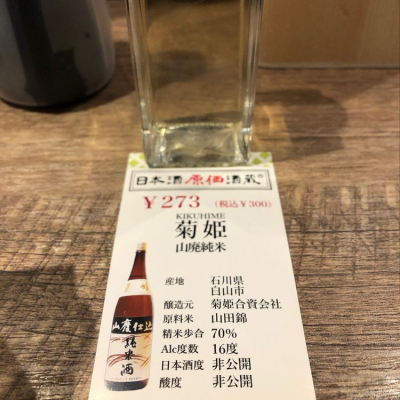 日本酒原価酒蔵®
￥273 (税込￥300)
KIKUHIME
菊姫
山廃純米
産地 石川県
白山市
醸造元 菊姫合資会社
原料米 山田錦
精米歩合 70%
Alc度数 16度
日本酒度 非公開
酸度 非公開
山廃仕込
純米酒